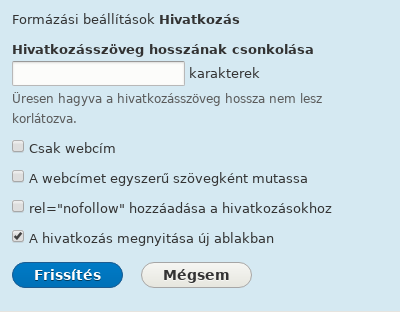 Formázási beállítások Hivatkozás
Hivatkozásszöveg hosszának csonkolása
karakterek
Üresen hagyva a hivatkozásszöveg hossza nem lesz
korlátozva.
Csak webcím
A webcímet egyszerű szövegként mutassa
rel="nofollow" hozzáadása a hivatkozásokhoz
A hivatkozás megnyitása új ablakban
Frissítés Mégsem